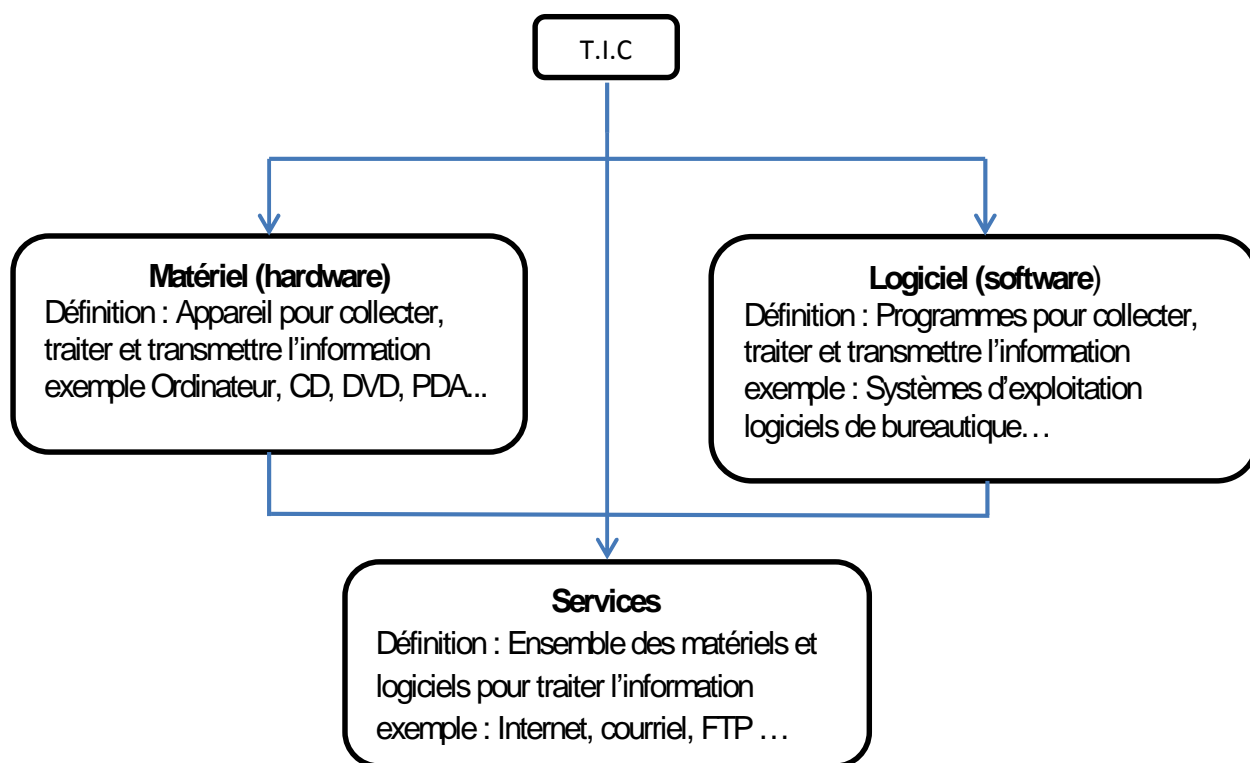 T.I.C
Matériel (hardware)
Définition : Appareil pour collecter,
traiter et transmettre l’information
exemple Ordinateur, CD, DVD, PDA...
Logiciel (software)
Définition : Programmes pour collecter,
traiter et transmettre l’information
exemple : Systèmes d’exploitation
logiciels de bureautique…
Services
Définition : Ensemble des matériels et
logiciels pour traiter l’information
exemple : Internet, courriel, FTP …